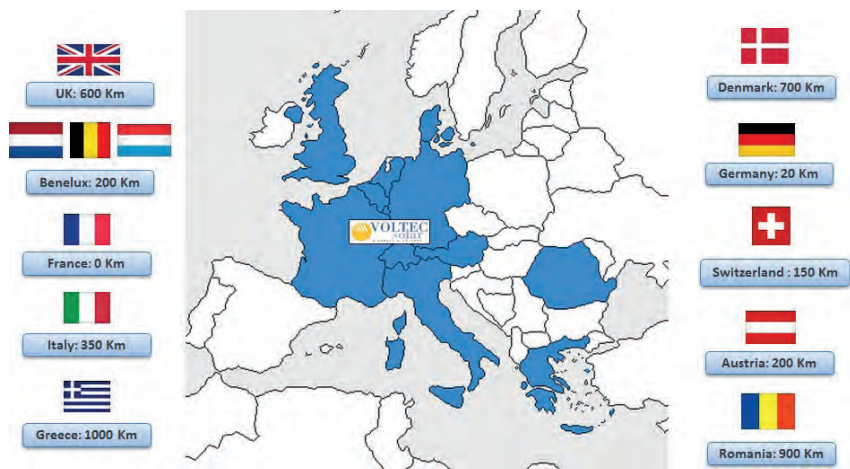 UK: 600 Km
Benelux: 200 Km
France: 0 Km
Italy: 350 Km
Greece: 1000 Km
VOLTEC
solar
Denmark: 700 Km
Germany: 20 Km
Switzerland : 150 Km
Austria: 200 Km
Romania: 900 Km